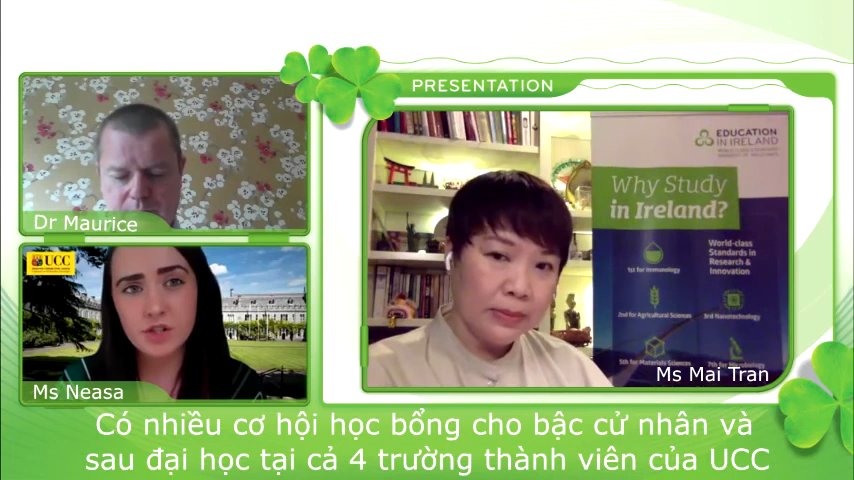 PRESENTATION
Dr Maurice
UCC
Ms Neasa
EDUCATION
IN IRELAND
Why Study
in Ireland?
World-class
Standards in
Research &
Innovation
1st for Immunology
2nd for Agricultural Sciences
3rd Nanotechnology
5th for Materials Sciences
7th for Microbiology
Ms Mai Tran
Có nhiều cơ hội học bổng cho bậc cử nhân và
sau đại học tại cả 4 trường thành viên của UCC